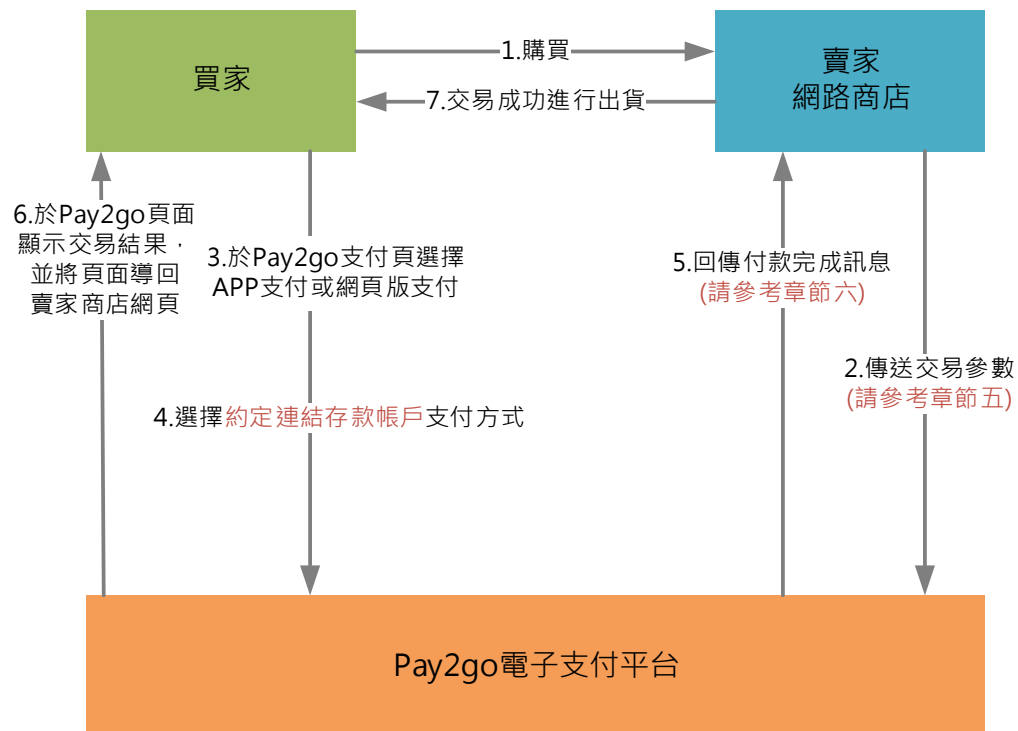 買家
1.購買
賣家
網路商店
7.交易成功進行出貨
6.於Pay2go頁面
顯示交易結果，
並將頁面導回
賣家商店網頁
3.於Pay2go支付頁選擇
APP支付或網頁版支付
5.回傳付款完成訊息
(請參考章節六)
2.傳送交易參數
(請參考章節五)
4.選擇約定連結存款帳戶支付方式
Pay2go電子支付平台